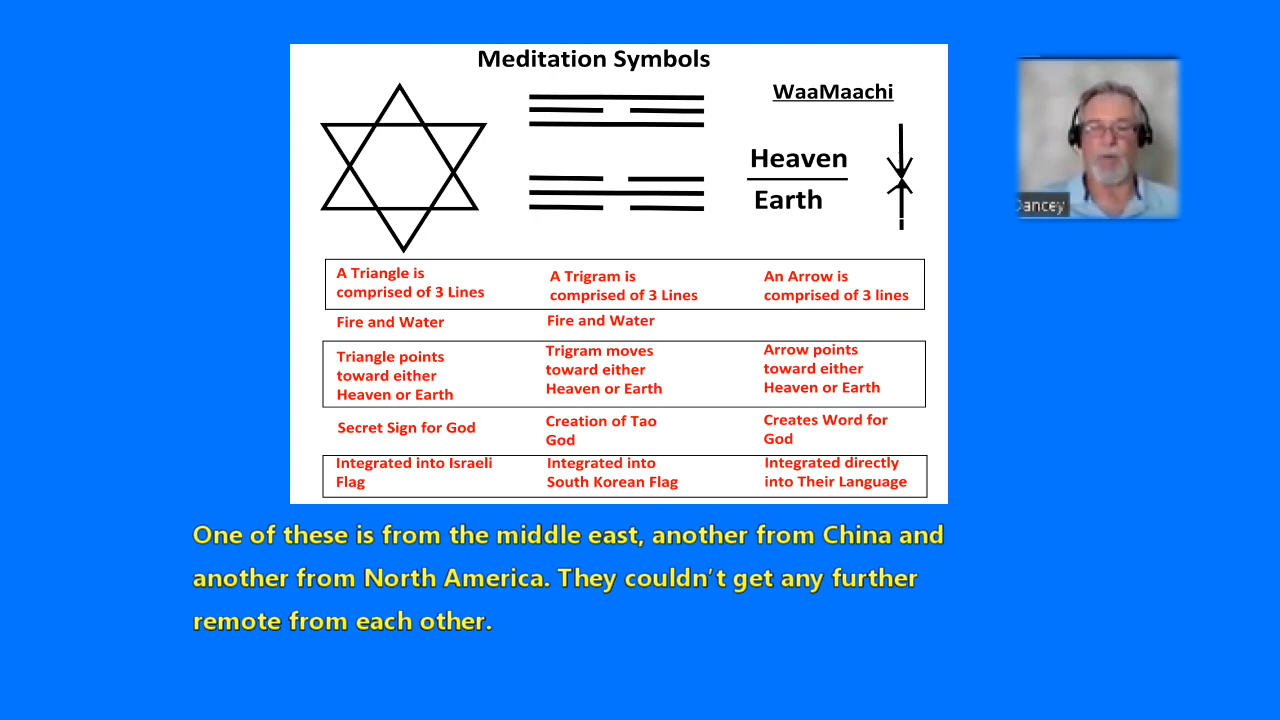 Meditation Symbols
WaaMaachi
Heaven
Earth
A Triangle is
comprised of 3 Lines
A Trigram is
comprised of 3 Lines
An Arrow is
comprised of 3 lines
Fire and Water
Fire and Water
Triangle points
toward either
Heaven or Earth
Trigram moves
toward either
Heaven or Earth
Arrow points
toward either
Heaven or Earth
Secret Sign for God
Creation of Tao
God
Creates Word for
God
Integrated into Israeli
Flag
Integrated into
South Korean Flag
Integrated directly
into Their Language
Dancey
One of these is from the middle east, another from China and
another from North America. They couldn't get any further
remote from each other.